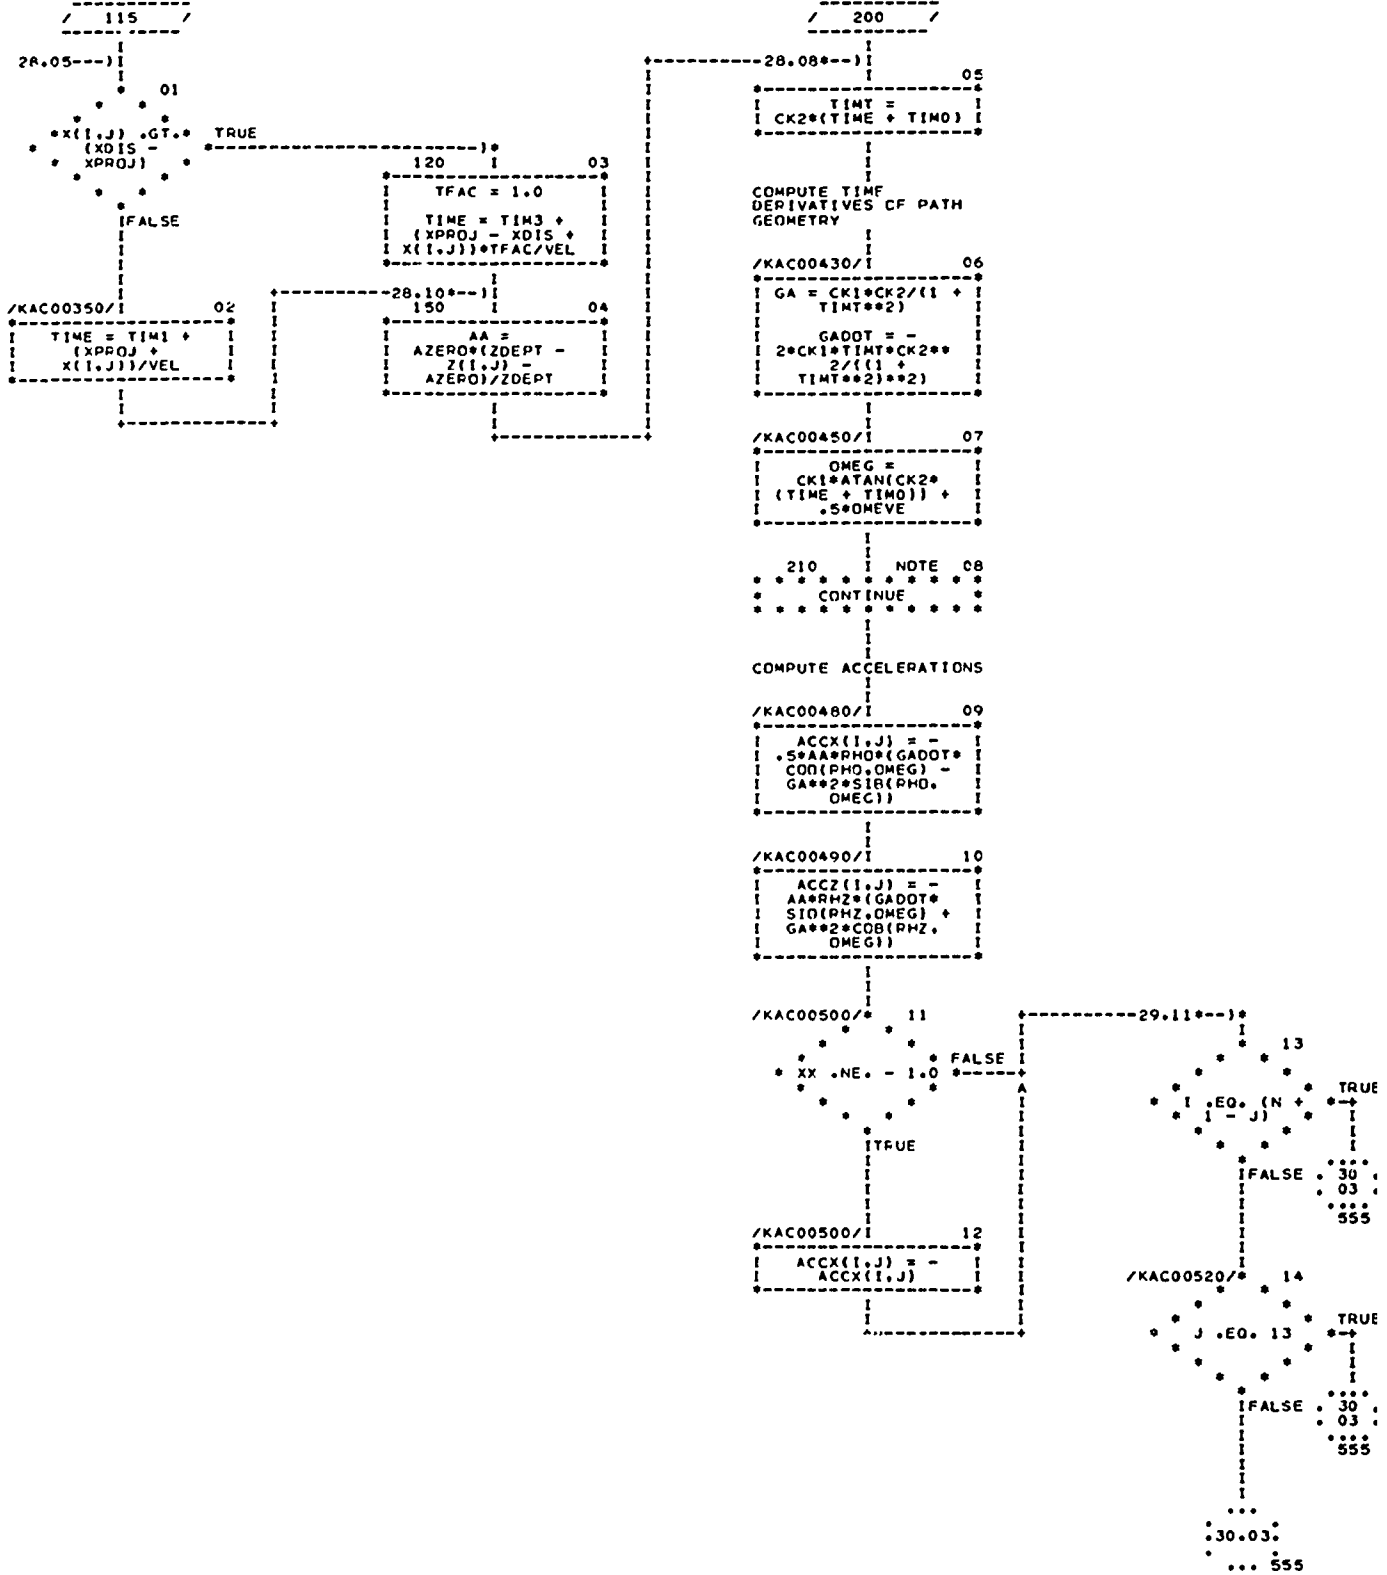 115
28.05---)
01
X(I,J) .GT.
(XDIS -
XPROJ)
TRUE
FALSE
/KAC00350/
02
TIME = TIM1 +
(XPROJ +
X(I,J))/VEL
120
03
TFAC = 1.0
TIME = TIM3 +
(XPROJ - XDIS +
X(I,J))*TFAC/VEL
28.10*--)
150
04
AA =
AZERO*(ZDEPT -
Z(I,J) -
AZERO)/ZDEPT
200
28.08*--)
05
TIMT =
CK2*(TIME + TIMO)
COMPUTE TIME
DERIVATIVES OF PATH
GEOMETRY
/KAC00430/
06
GA = CK1*CK2/(1 +
TIMT**2)
GADOT = -
2*CK1*TIMT*CK2**
2/((1 +
TIMT**2)**2)
/KAC00450/
07
OMEG =
CK1*ATAN(CK2*
(TIME + TIMO)) +
.5*OMEVE
210
NOTE 08
CONTINUE
COMPUTE ACCELERATIONS
/KAC00480/
09
ACCX(I,J) = -
.5*AA*RHO*(GADOT*
COD(RHO,OMEG) -
GA**2*SIB(RHO,
OMEG))
/KAC00490/
10
ACCZ(I,J) = -
AA*RHZ*(GADOT*
SID(RHZ,OMEG) +
GA**2*COB(RHZ,
OMEG))
/KAC00500/
11
XX .NE. - 1.0
FALSE
A
TRUE
/KAC00500/
12
ACCX(I,J) = -
ACCX(I,J)
29.11*--)
13
I .EQ. (N +
1 - J)
TRUE
30
03
555
FALSE
/KAC00520/
14
J .EQ. 13
TRUE
30
03
555
FALSE
30.03
555